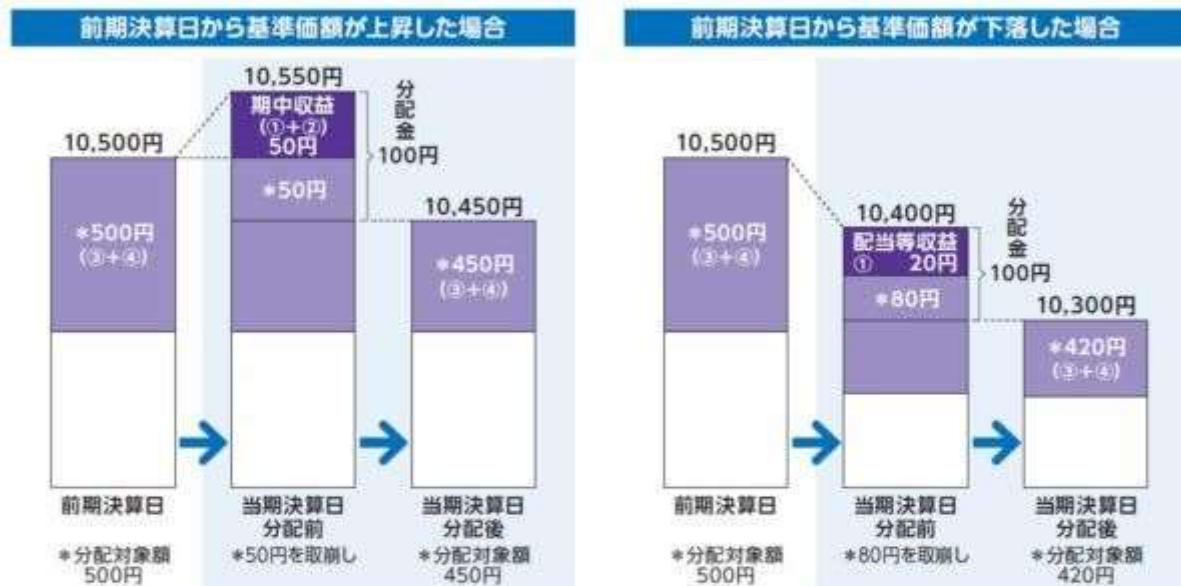 前期決算日から基準価額が上昇した場合
10,500円
*500円
(③+④)
10,550円
期中収益
(①+②)
50円
*50円
分配金
100円
10,450円
*450円
(③+④)
前期決算日
*分配対象額
500円
当期決算日
分配前
*50円を取崩し
当期決算日
分配後
*分配対象額
450円
前期決算日から基準価額が下落した場合
10,500円
*500円
(③+④)
10,400円
配当等収益
① 20円
*80円
分配金
100円
10,300円
*420円
(③+④)
前期決算日
*分配対象額
500円
当期決算日
分配前
*80円を取崩し
当期決算日
分配後
*分配対象額
420円